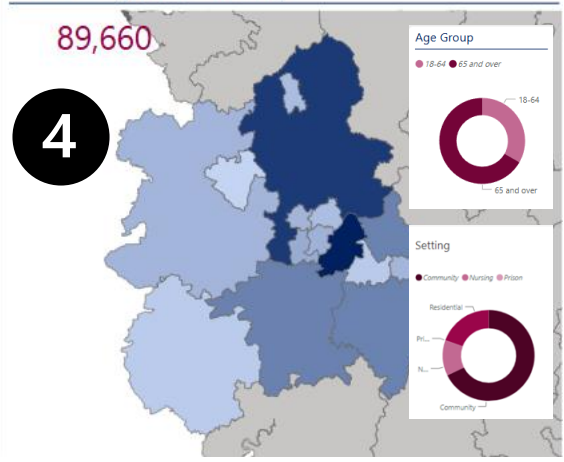 89,660
4
Age Group
18-64 65 and over
18-64
65 and over
Setting
Community Nursing Prison
Residential
Pri...
N...
Community